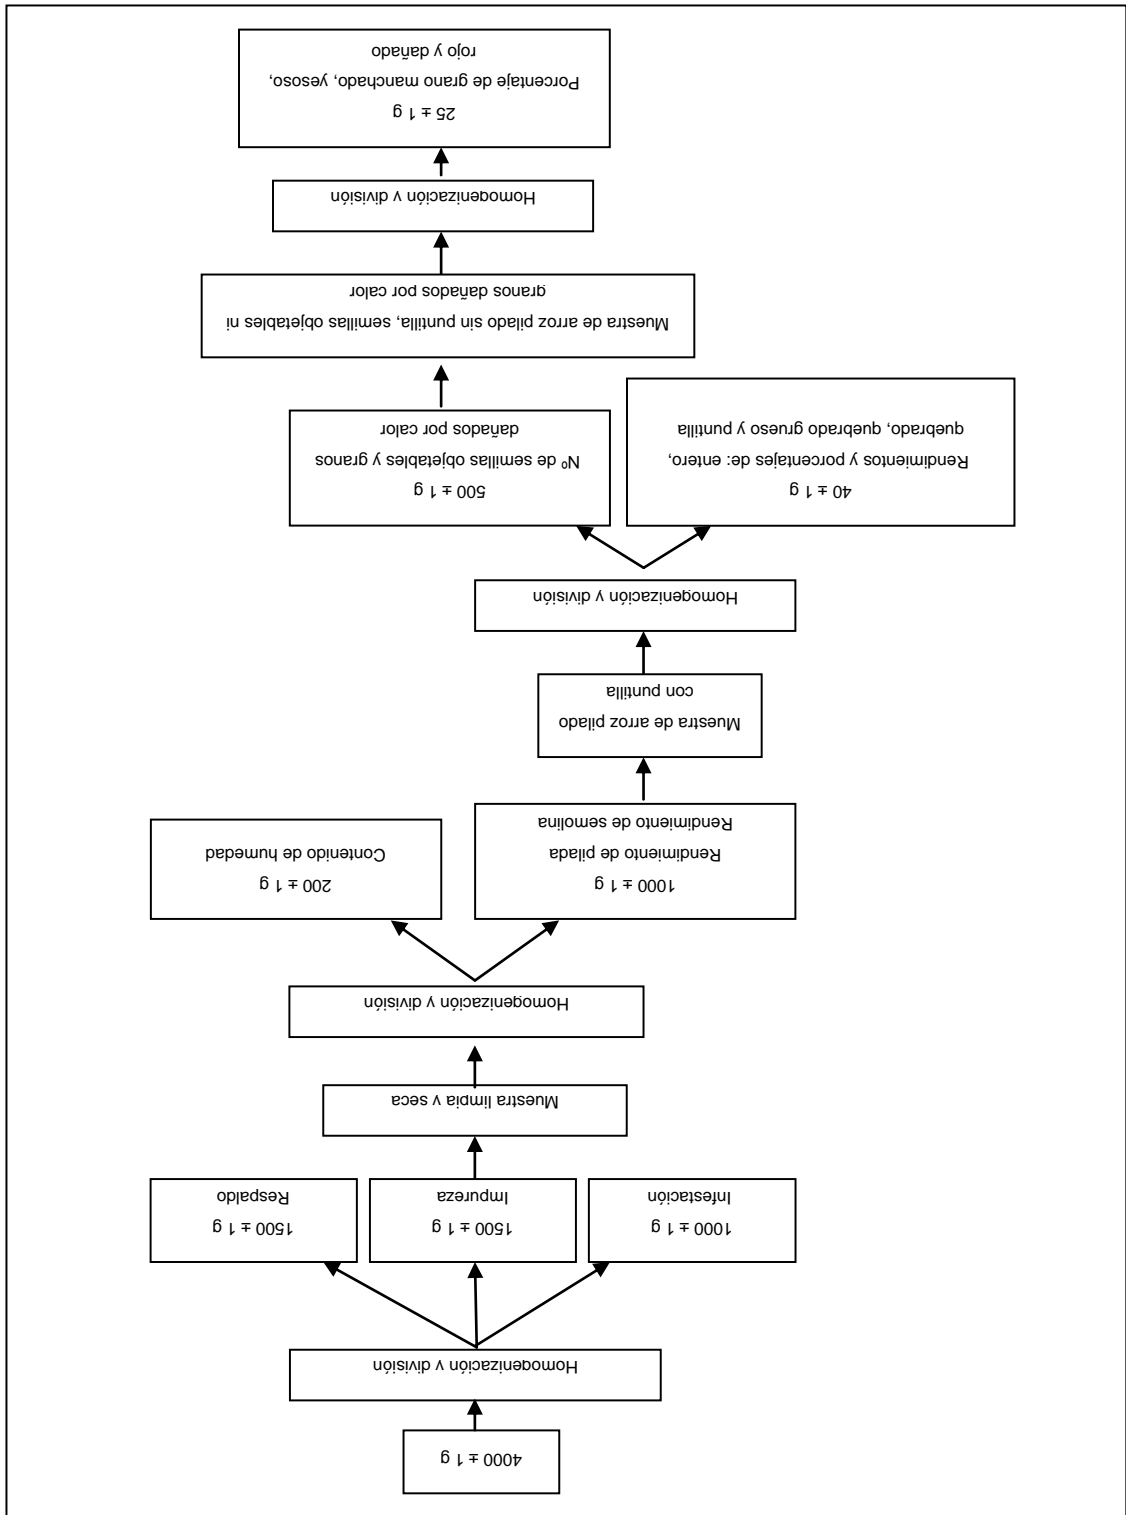 4000 ± 1 g
Homogenización y división
1000 ± 1 g
Infestación
1500 ± 1 g
Impureza
1500 ± 1 g
Respaldo
Muestra limpia y seca
Homogenización y división
1000 ± 1 g
Rendimiento de pilada
Rendimiento de semolina
200 ± 1 g
Contenido de humedad
Muestra de arroz pilado
con puntilla
Homogenización y división
40 ± 1 g
Rendimientos y porcentajes de: entero,
quebrado, quebrado grueso y puntilla
500 ± 1 g
Nº de semillas objetables y granos
dañados por calor
Muestra de arroz pilado sin puntilla, semillas objetables ni
granos dañados por calor
Homogenización y división
25 ± 1 g
Porcentaje de grano manchado, yesoso,
rojo y dañado